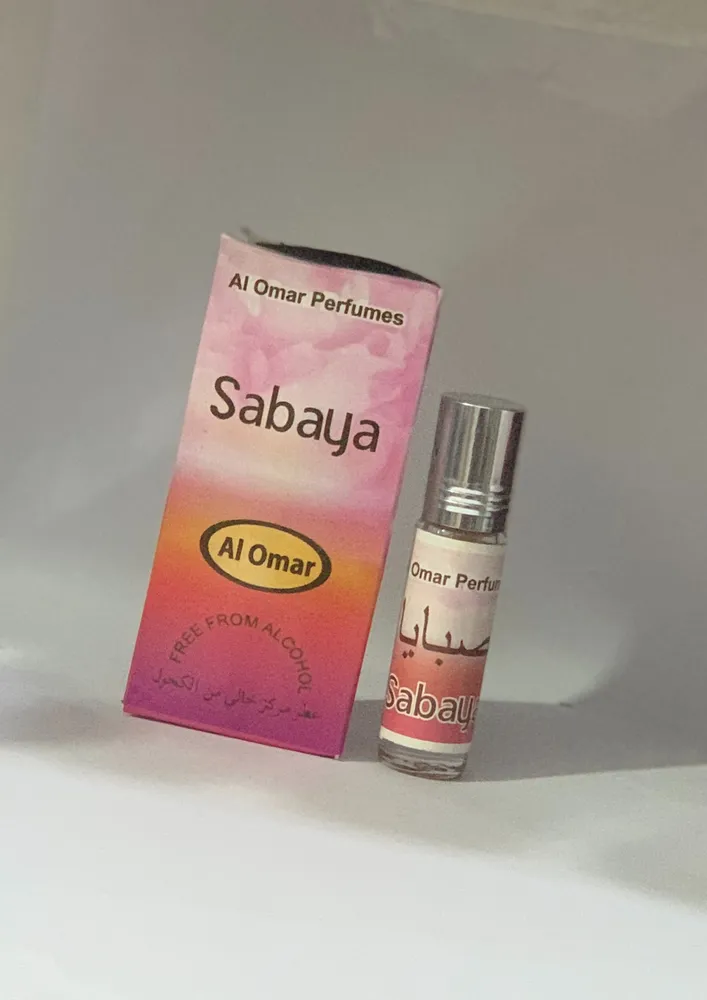 Al Omar Perfumes
Sabaya
Al Omar
FREE FROM ALCOHOL
عطر مركز خالي من الكحول
Omar Perfum
صبايا
Sabaya